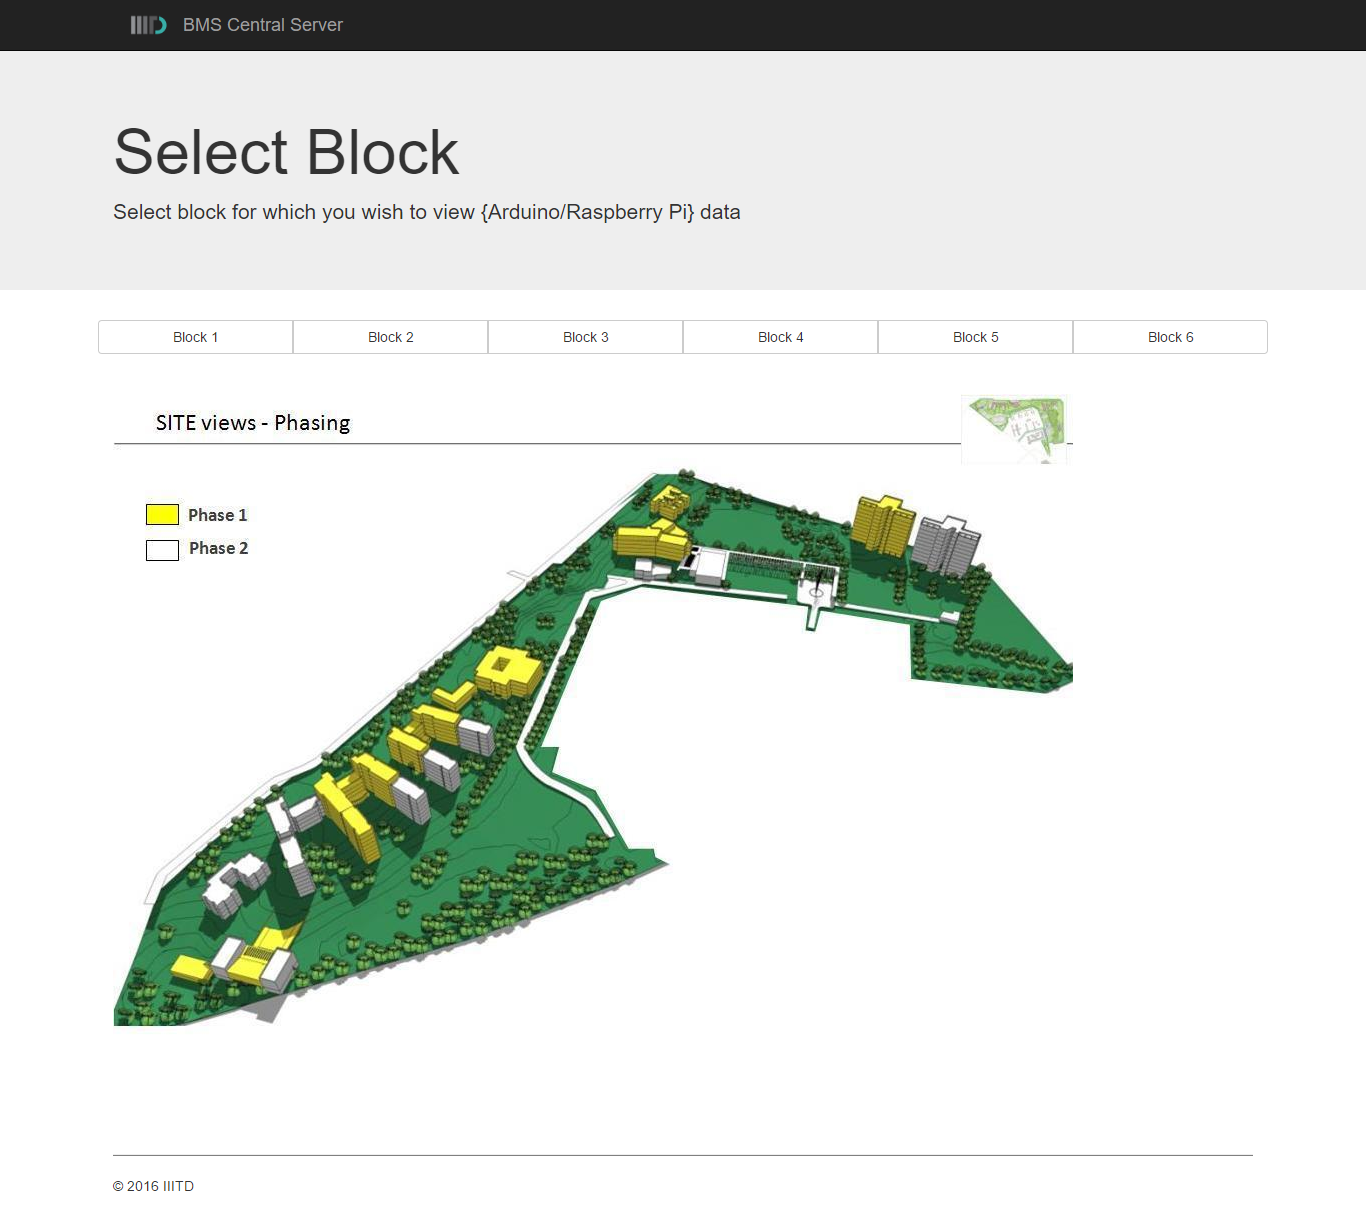 BMS Central Server
Select Block
Select block for which you wish to view {Arduino/Raspberry Pi} data
Block 1
Block 2
Block 3
Block 4
Block 5
Block 6
SITE views - Phasing
Phase 1
Phase 2
© 2016 IIITD